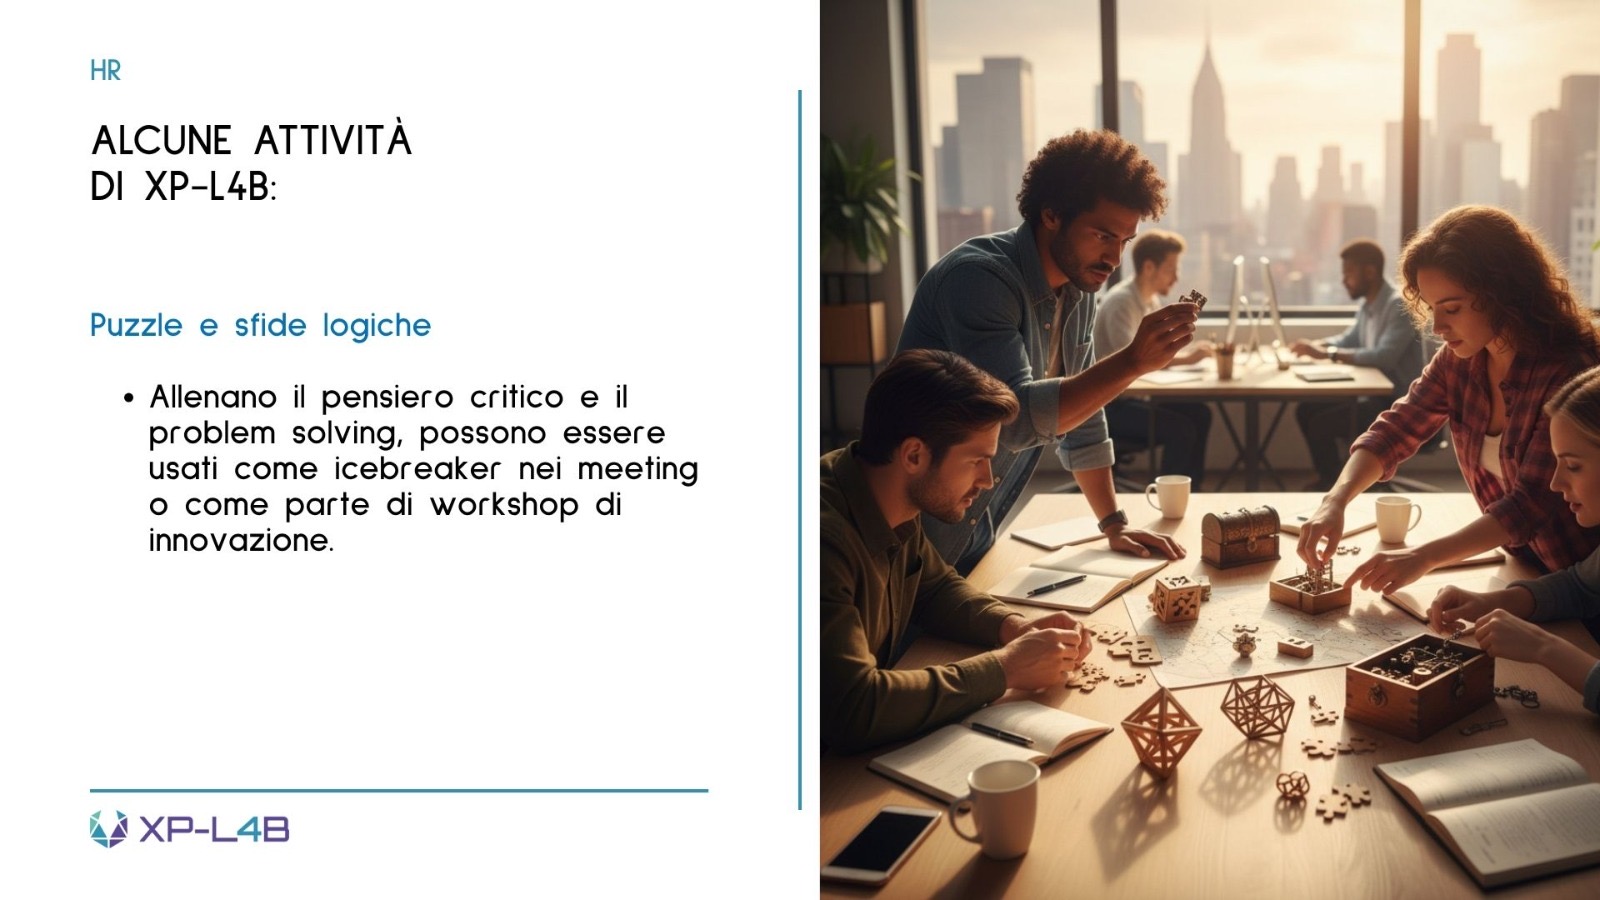 HR
ALCUNE ATTIVITÀ
DI XP-L4B:
Puzzle e sfide logiche
• Allenano il pensiero critico e il
problem solving, possono essere
usati come icebreaker nei meeting
o come parte di workshop di
innovazione.
XP-L4B